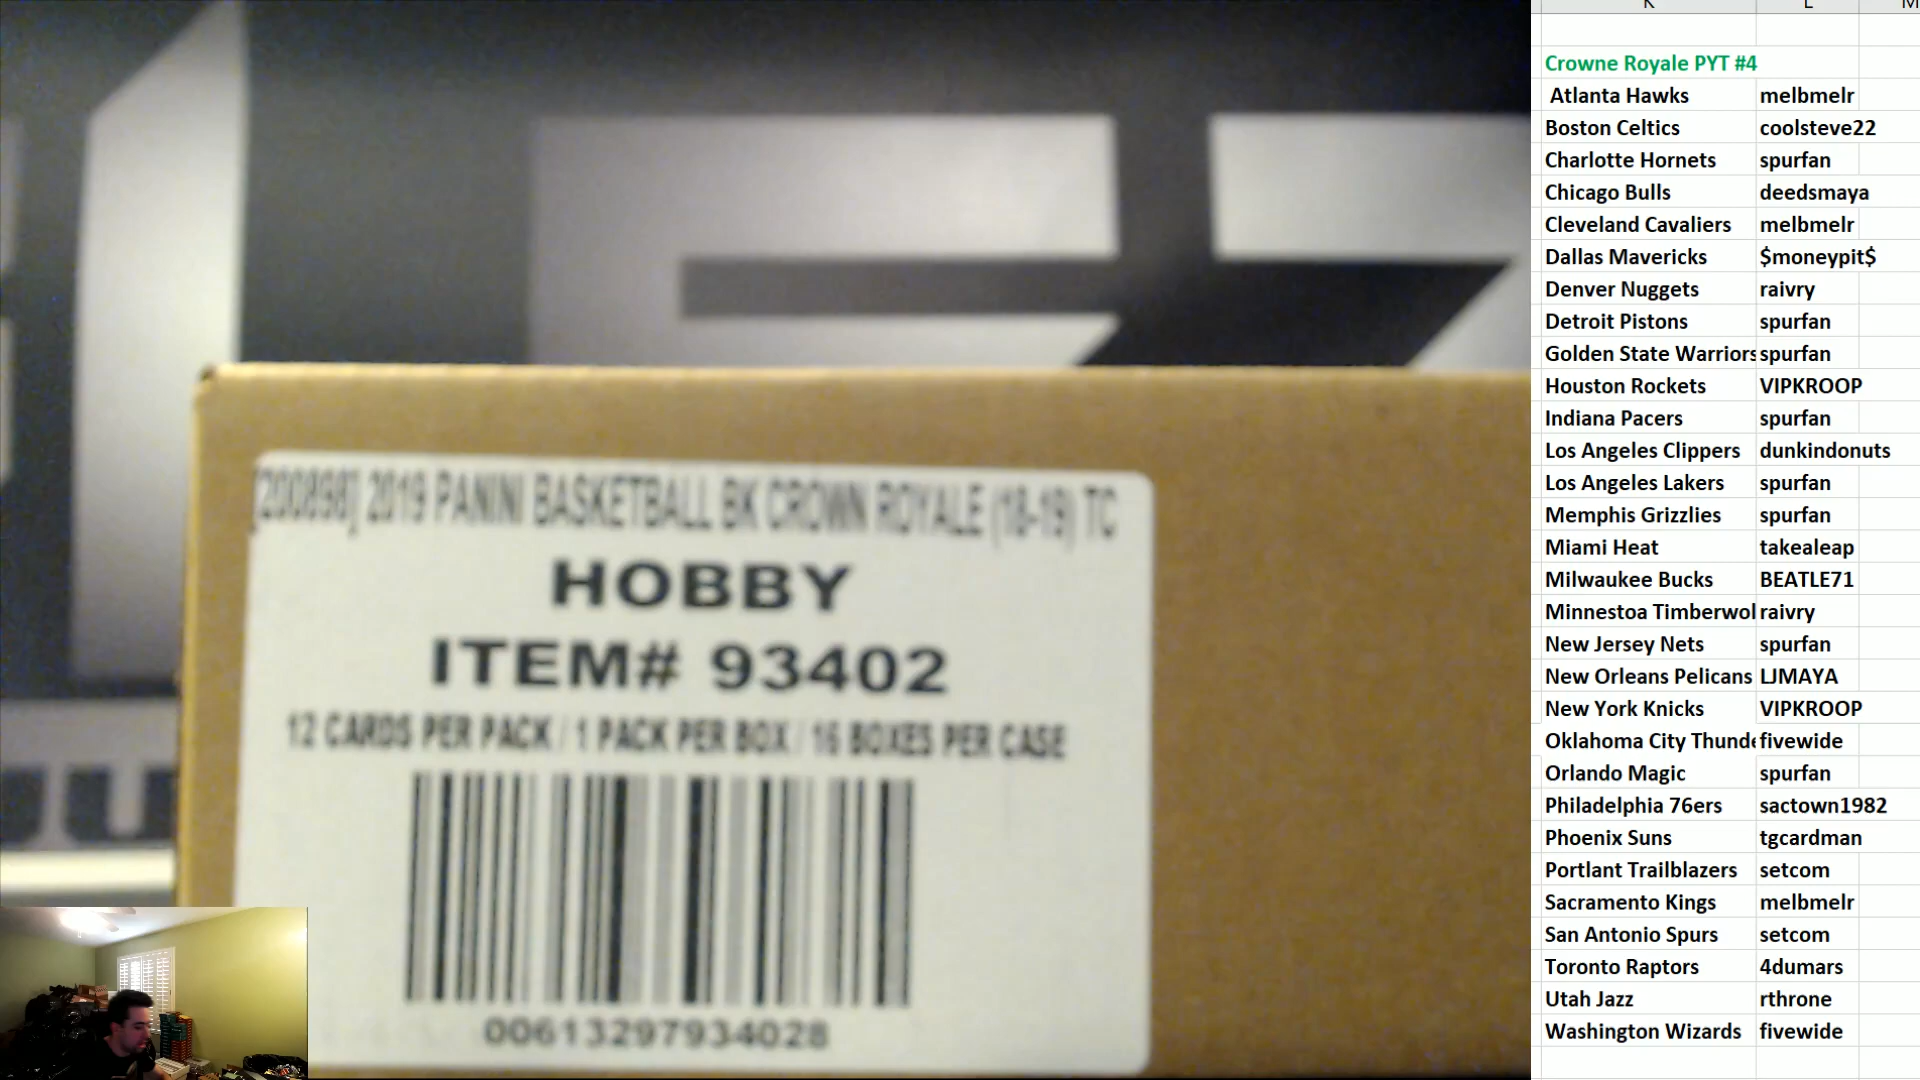 K L M
Crowne Royale PYT #4
Atlanta Hawks melbmelr
Boston Celtics coolsteve22
Charlotte Hornets spurfan
Chicago Bulls deedsmaya
Cleveland Cavaliers melbmelr
Dallas Mavericks $moneypit$
Denver Nuggets raivry
Detroit Pistons spurfan
Golden State Warriors spurfan
Houston Rockets VIPKROOP
Indiana Pacers spurfan
Los Angeles Clippers dunkindonuts
Los Angeles Lakers spurfan
Memphis Grizzlies spurfan
Miami Heat takealeap
Milwaukee Bucks BEATLE71
Minnestoa Timberwol raivry
New Jersey Nets spurfan
New Orleans Pelicans LJMAYA
New York Knicks VIPKROOP
Oklahoma City Thunde fivewide
Orlando Magic spurfan
Philadelphia 76ers sactown1982
Phoenix Suns tgcardman
Portlant Trailblazers setcom
Sacramento Kings melbmelr
San Antonio Spurs setcom
Toronto Raptors 4dumars
Utah Jazz rthrone
Washington Wizards fivewide
[200898] 2019 PANINI BASKETBALL BK CROWN ROYALE (18-19) TC
HOBBY
ITEM# 93402
12 CARDS PER PACK / 1 PACK PER BOX / 16 BOXES PER CASE
00613297934028